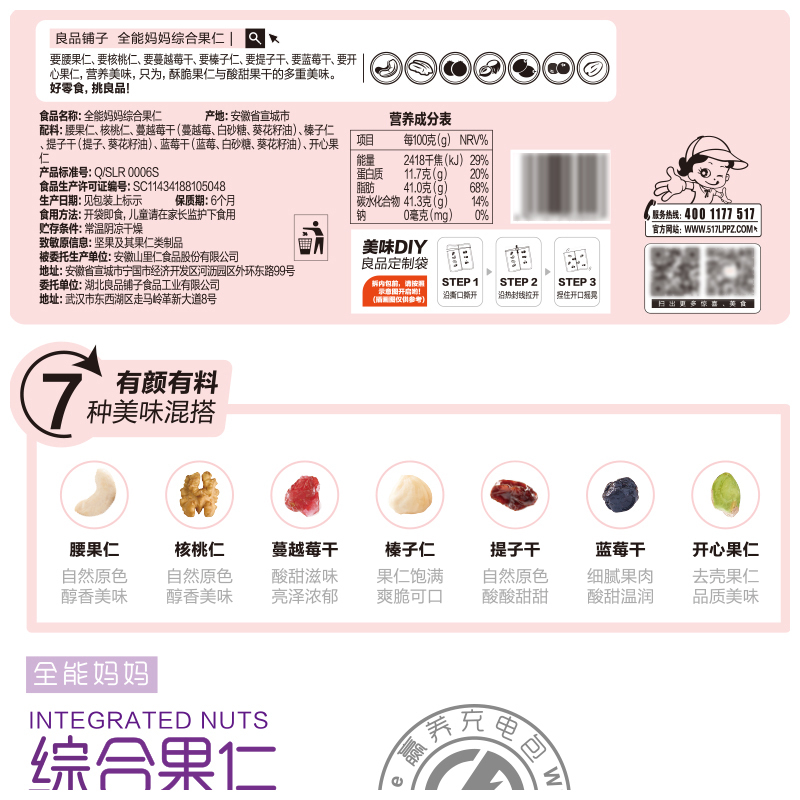 良品铺子 全能妈妈综合果仁|
要腰果仁、要核桃仁、要蔓越莓干、要榛子仁、要提子干、要蓝莓干、要开
心果仁，营养美味，只为，酥脆果仁与酸甜果干的多重美味。
好零食，挑良品！
食品名称：全能妈妈综合果仁 产地：安徽省宣城市
配料：腰果仁、核桃仁、蔓越莓干(蔓越莓、白砂糖、葵花籽油)、榛子仁
、提子干(提子、葵花籽油)、蓝莓干(蓝莓、白砂糖、葵花籽油)、开心果
仁
产品标准号：Q/SLR 0006S
食品生产许可证编号：SC11434188105048
生产日期：见包装上标示 保质期：6个月
食用方法：开袋即食，儿童请在家长监护下食用
贮存条件：常温阴凉干燥
致敏原信息：坚果及其果仁类制品
被委托生产单位：安徽山里仁食品股份有限公司
地址：安徽省宣城市宁国市经济开发区河沥园区外环东路99号
委托单位：湖北良品铺子食品工业有限公司
地址：武汉市东西湖区走马岭革新大道8号
营养成分表
项目 每100克(g) NRV%
能量 2418千焦(kJ) 29%
蛋白质 11.7克(g) 20%
脂肪 41.0克(g) 68%
碳水化合物 41.3克(g) 14%
钠 0毫克(mg) 0%
美味DIY
良品定制袋
拆内包前，请按展
示意图开启哟！
(插画图仅供参考)
STEP 1
沿撕口撕开
STEP 2
沿热封线拉开
STEP 3
捏住开口摇晃
服务热线：400 1177 517
官方网站：WWW.517LPPZ.COM
扫出更多惊喜，美食
7
有颜有料
种美味混搭
腰果仁
自然原色
醇香美味
核桃仁
自然原色
醇香美味
蔓越莓干
酸甜滋味
亮泽浓郁
榛子仁
果仁饱满
爽脆可口
提子干
自然原色
酸酸甜甜
蓝莓干
细腻果肉
酸甜温润
开心果仁
去壳果仁
品质美味
全能妈妈
INTEGRATED NUTS
综合果仁
e 赢养充电包 W